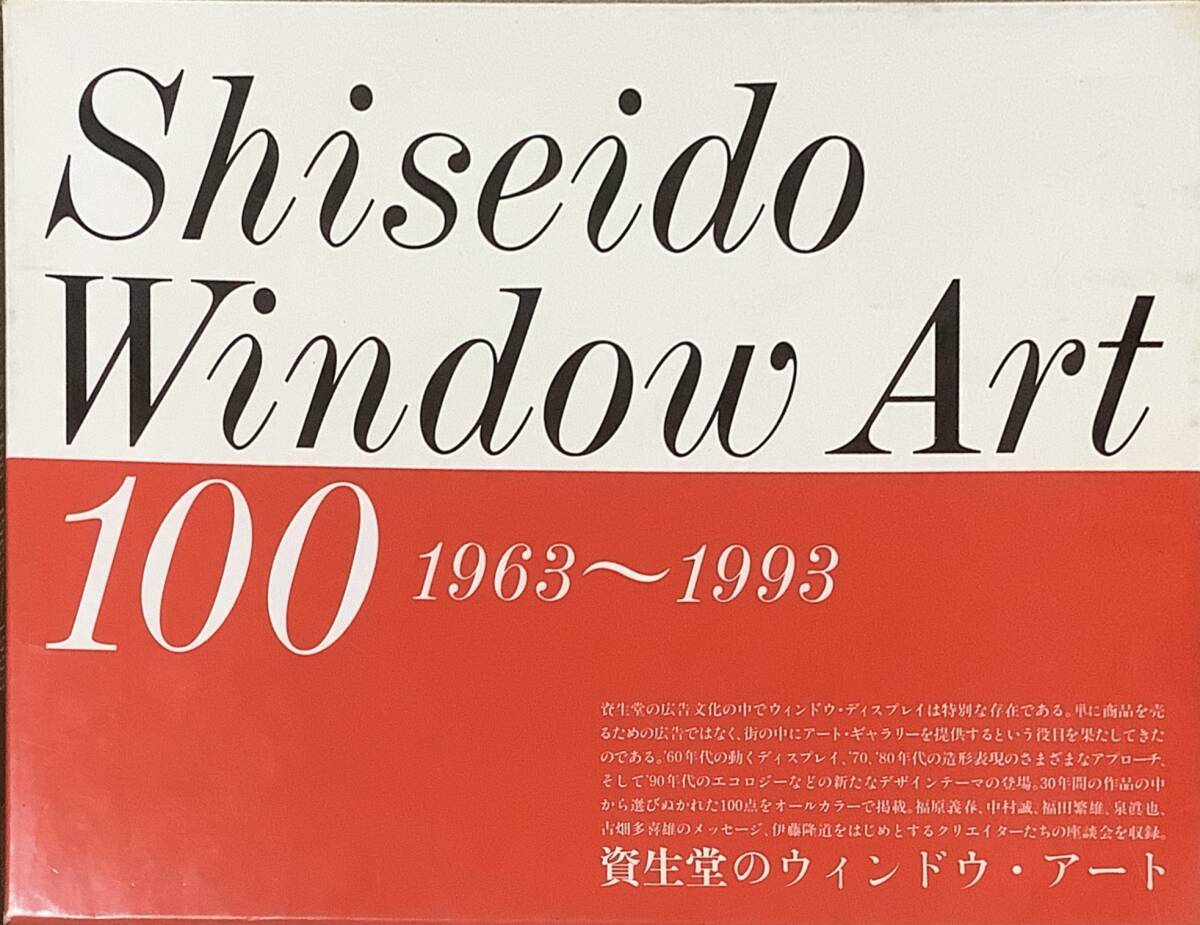 Shiseido
Window Art
100 1963〜1993
資生堂の広告文化の中でウィンドウ・ディスプレイは特別な存在である。単に商品を売
るための広告ではなく、街の中にアート・ギャラリーを提供するという役目を果たしてきた
のである。'60年代の動くディスプレイ、'70、'80年代の造形表現のさまざまなアプローチ、
そして'90年代のエコロジーなどの新たなデザインテーマの登場。30年間の作品の中
から選びぬかれた100点をオールカラーで掲載。福原義春、中村誠、福田繁雄、泉眞也、
古畑多喜雄のメッセージ、伊藤隆道をはじめとするクリエイターたちの座談会を収録。
資生堂のウィンドウ・アート